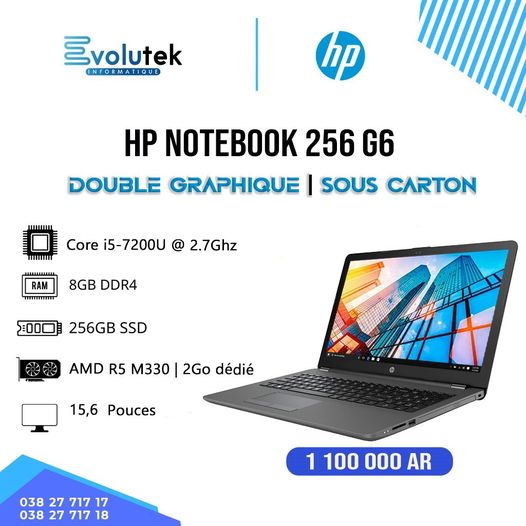 Evolutek
INFORMATIQUE
hp
HP NOTEBOOK 256 G6
DOUBLE GRAPHIQUE | SOUS CARTON
Core i5-7200U @ 2.7Ghz
RAM
8GB DDR4
256GB SSD
AMD R5 M330 | 2Go dédié
15,6 Pouces
1 100 000 AR
038 27 717 17
038 27 717 18